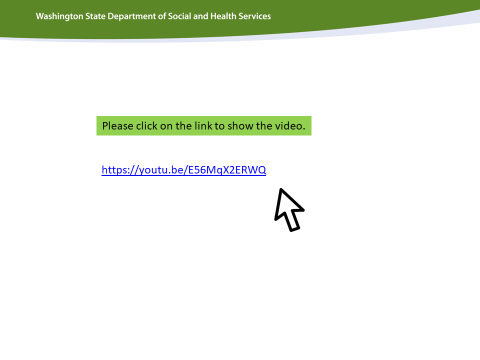 Washington State Department of Social and Health Services
Please click on the link to show the video.
https://youtu.be/E56MqX2ERWQ